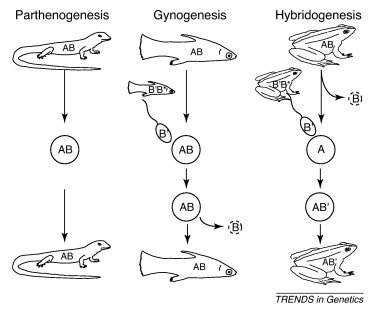 Parthenogenesis Gynogenesis Hybridogenesis
AB AB AB
B'B' B'B' B
B' B'
AB AB A
AB AB'
AB AB AB'
TRENDS in Genetics